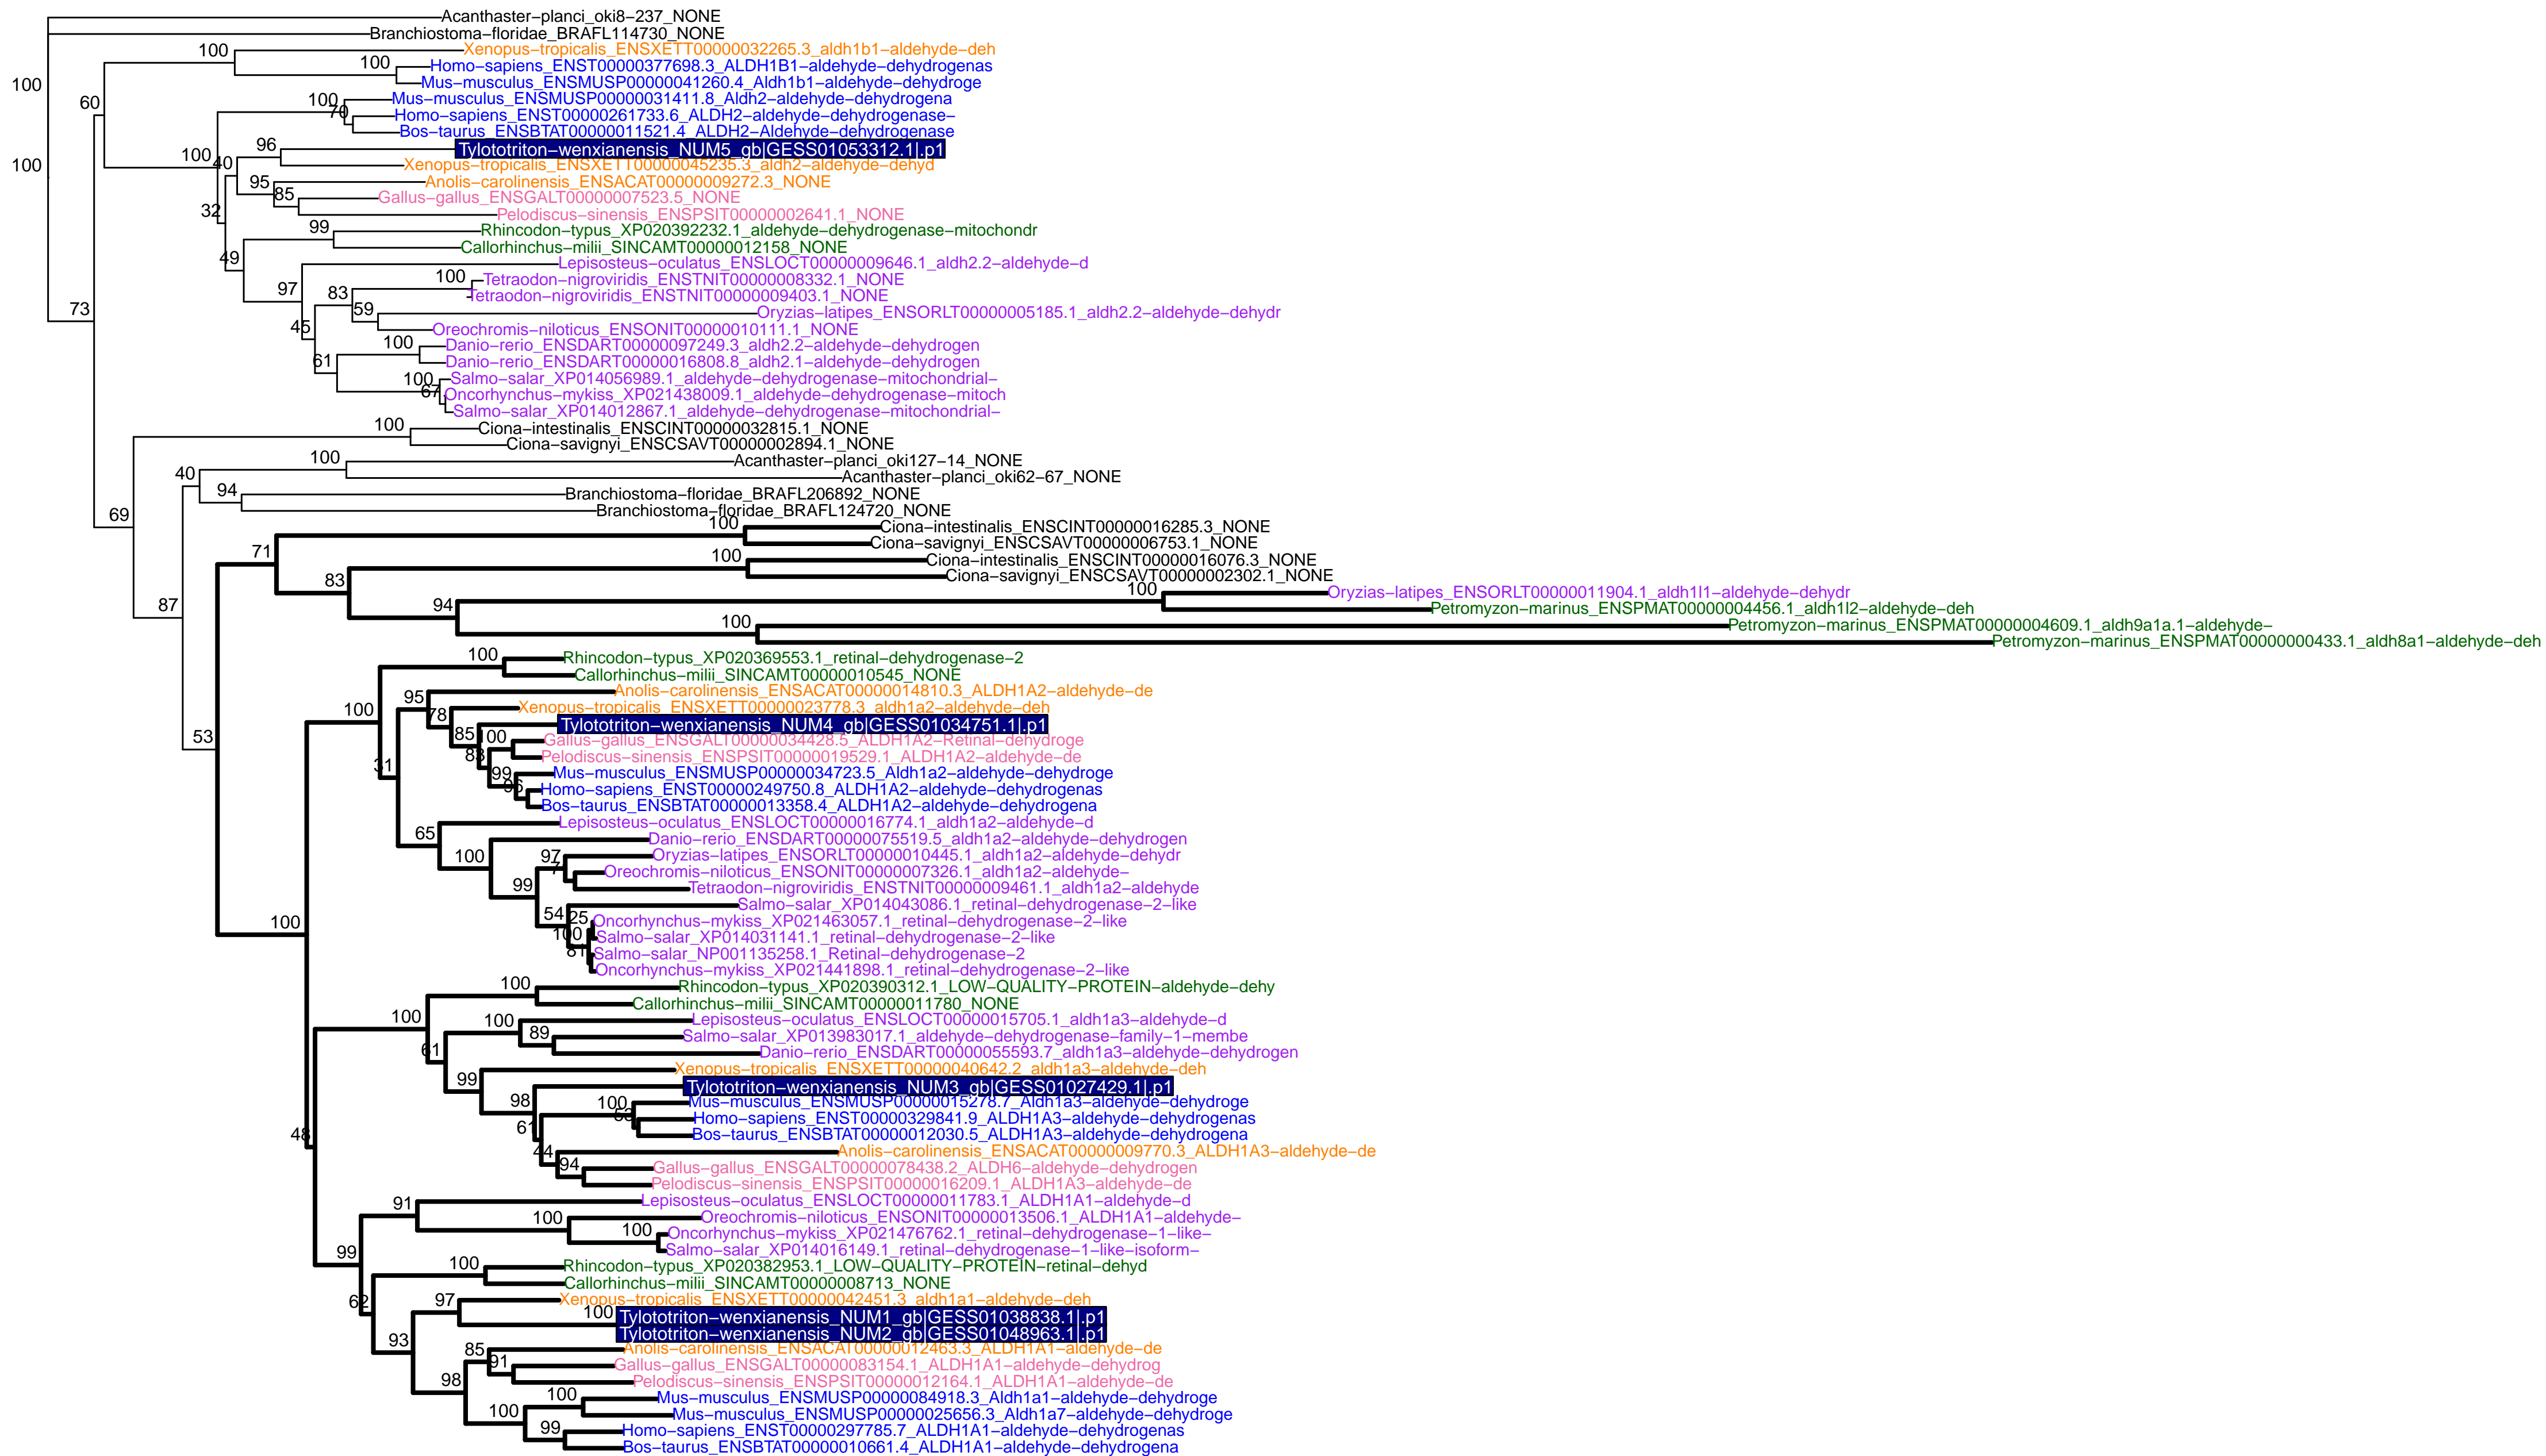 Acanthaster-planci_oki8-237_NONE
Branchiostoma-floridae_BRAFL114730_NONE
100
Xenopus-tropicalis_ENSXETT00000032265.3_aldh1b1-aldehyde-deh
100
Homo-sapiens_ENST00000377698.3_ALDH1B1-aldehyde-dehydrogenas
100
Mus-musculus_ENSMUSP00000041260.4_Aldh1b1-aldehyde-dehydroge
60
100
Mus-musculus_ENSMUSP00000031411.8_Aldh2-aldehyde-dehydrogena
70
Homo-sapiens_ENST00000261733.6_ALDH2-aldehyde-dehydrogenase-
Bos-taurus_ENSBTAT00000011521.4_ALDH2-Aldehyde-dehydrogenase
96
Tylototriton-wenxianensis_NUM5_gb|GESS01053312.1|.p1
100
100
40
Xenopus-tropicalis_ENSXETT00000045235.3_aldh2-aldehyde-dehyd
95
Anolis-carolinensis_ENSACAT00000009272.3_NONE
85
Gallus-gallus_ENSGALT00000007523.5_NONE
32
Pelodiscus-sinensis_ENSPSIT00000002641.1_NONE
99
Rhincodon-typus_XP020392232.1_aldehyde-dehydrogenase-mitochondr
Callorhinchus-milii_SINCAMT00000012158_NONE
49
Lepisosteus-oculatus_ENSLOCT00000009646.1_aldh2.2-aldehyde-d
100
Tetraodon-nigroviridis_ENSTNIT00000008332.1_NONE
97
83
Tetraodon-nigroviridis_ENSTNIT00000009403.1_NONE
73
59
Oryzias-latipes_ENSORLT00000005185.1_aldh2.2-aldehyde-dehydr
45
Oreochromis-niloticus_ENSONIT00000010111.1_NONE
100
Danio-rerio_ENSDART00000097249.3_aldh2.2-aldehyde-dehydrogen
61
Danio-rerio_ENSDART00000016808.8_aldh2.1-aldehyde-dehydrogen
100
Salmo-salar_XP014056989.1_aldehyde-dehydrogenase-mitochondrial-
67
Oncorhynchus-mykiss_XP021438009.1_aldehyde-dehydrogenase-mitoch
Salmo-salar_XP014012867.1_aldehyde-dehydrogenase-mitochondrial-
100
Ciona-intestinalis_ENSCINT00000032815.1_NONE
Ciona-savignyi_ENSCSAVT00000002894.1_NONE
100
Acanthaster-planci_oki127-14_NONE
40
Acanthaster-planci_oki62-67_NONE
94
Branchiostoma-floridae_BRAFL206892_NONE
69
Branchiostoma-floridae_BRAFL124720_NONE
100
Ciona-intestinalis_ENSCINT00000016285.3_NONE
71
Ciona-savignyi_ENSCSAVT00000006753.1_NONE
100
Ciona-intestinalis_ENSCINT00000016076.3_NONE
83
Ciona-savignyi_ENSCSAVT00000002302.1_NONE
100
Oryzias-latipes_ENSORLT00000011904.1_aldh1l1-aldehyde-dehydr
87
94
Petromyzon-marinus_ENSPMAT00000004456.1_aldh1l2-aldehyde-deh
100
Petromyzon-marinus_ENSPMAT00000004609.1_aldh9a1a.1-aldehyde-
Petromyzon-marinus_ENSPMAT00000000433.1_aldh8a1-aldehyde-deh
100
Rhincodon-typus_XP020369553.1_retinal-dehydrogenase-2
Callorhinchus-milii_SINCAMT00000010545_NONE
95
Anolis-carolinensis_ENSACAT00000014810.3_ALDH1A2-aldehyde-de
100
78
Xenopus-tropicalis_ENSXETT00000023778.3_aldh1a2-aldehyde-deh
Tylototriton-wenxianensis_NUM4_gb|GESS01034751.1|.p1
53
85
100
Gallus-gallus_ENSGALT00000034428.5_ALDH1A2-Retinal-dehydroge
83
Pelodiscus-sinensis_ENSPSIT00000019529.1_ALDH1A2-aldehyde-de
31
99
Mus-musculus_ENSMUSP00000034723.5_Aldh1a2-aldehyde-dehydroge
96
Homo-sapiens_ENST00000249750.8_ALDH1A2-aldehyde-dehydrogenas
Bos-taurus_ENSBTAT00000013358.4_ALDH1A2-aldehyde-dehydrogena
65
Lepisosteus-oculatus_ENSLOCT00000016774.1_aldh1a2-aldehyde-d
Danio-rerio_ENSDART00000075519.5_aldh1a2-aldehyde-dehydrogen
100
97
Oryzias-latipes_ENSORLT00000010445.1_aldh1a2-aldehyde-dehydr
Oreochromis-niloticus_ENSONIT00000007326.1_aldh1a2-aldehyde-
99
Tetraodon-nigroviridis_ENSTNIT00000009461.1_aldh1a2-aldehyde
Salmo-salar_XP014043086.1_retinal-dehydrogenase-2-like
54
25
Oncorhynchus-mykiss_XP021463057.1_retinal-dehydrogenase-2-like
100
100
Salmo-salar_XP014031141.1_retinal-dehydrogenase-2-like
81
Salmo-salar_NP001135258.1_Retinal-dehydrogenase-2
Oncorhynchus-mykiss_XP021441898.1_retinal-dehydrogenase-2-like
100
Rhincodon-typus_XP020390312.1_LOW-QUALITY-PROTEIN-aldehyde-dehy
Callorhinchus-milii_SINCAMT00000011780_NONE
100
100
Lepisosteus-oculatus_ENSLOCT00000015705.1_aldh1a3-aldehyde-d
89
Salmo-salar_XP013983017.1_aldehyde-dehydrogenase-family-1-membe
61
Danio-rerio_ENSDART00000055593.7_aldh1a3-aldehyde-dehydrogen
99
Xenopus-tropicalis_ENSXETT00000040642.2_aldh1a3-aldehyde-deh
Tylototriton-wenxianensis_NUM3_gb|GESS01027429.1|.p1
98
100
Mus-musculus_ENSMUSP00000015278.7_Aldh1a3-aldehyde-dehydroge
53
Homo-sapiens_ENST00000329841.9_ALDH1A3-aldehyde-dehydrogenas
48
61
Bos-taurus_ENSBTAT00000012030.5_ALDH1A3-aldehyde-dehydrogena
44
Anolis-carolinensis_ENSACAT00000009770.3_ALDH1A3-aldehyde-de
94
Gallus-gallus_ENSGALT00000078438.2_ALDH6-aldehyde-dehydrogen
Pelodiscus-sinensis_ENSPSIT00000016209.1_ALDH1A3-aldehyde-de
91
Lepisosteus-oculatus_ENSLOCT00000011783.1_ALDH1A1-aldehyde-d
100
Oreochromis-niloticus_ENSONIT00000013506.1_ALDH1A1-aldehyde-
100
Oncorhynchus-mykiss_XP021476762.1_retinal-dehydrogenase-1-like-
99
Salmo-salar_XP014016149.1_retinal-dehydrogenase-1-like-isoform-
100
Rhincodon-typus_XP020382953.1_LOW-QUALITY-PROTEIN-retinal-dehyd
Callorhinchus-milii_SINCAMT00000008713_NONE
62
97
Xenopus-tropicalis_ENSXETT00000042451.3_aldh1a1-aldehyde-deh
100
Tylototriton-wenxianensis_NUM1_gb|GESS01038838.1|.p1
Tylototriton-wenxianensis_NUM2_gb|GESS01048963.1|.p1
93
85
Anolis-carolinensis_ENSACAT00000012463.3_ALDH1A1-aldehyde-de
91
Gallus-gallus_ENSGALT00000083154.1_ALDH1A1-aldehyde-dehydrog
98
Pelodiscus-sinensis_ENSPSIT00000012164.1_ALDH1A1-aldehyde-de
100
Mus-musculus_ENSMUSP00000084918.3_Aldh1a1-aldehyde-dehydroge
100
Mus-musculus_ENSMUSP00000025656.3_Aldh1a7-aldehyde-dehydroge
99
Homo-sapiens_ENST00000297785.7_ALDH1A1-aldehyde-dehydrogenas
Bos-taurus_ENSBTAT00000010661.4_ALDH1A1-aldehyde-dehydrogena